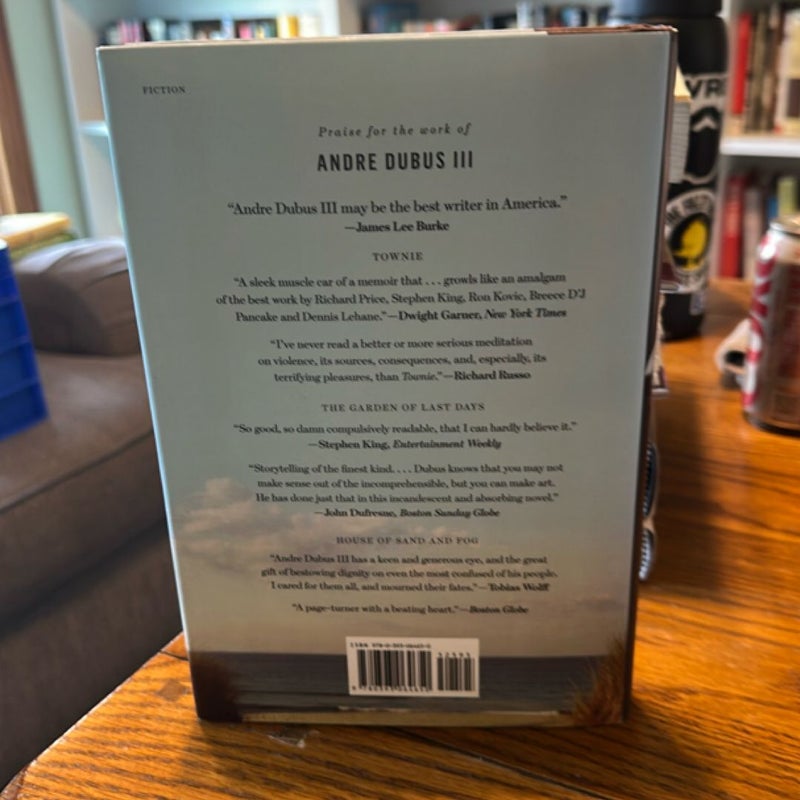 FICTION
Praise for the work of
ANDRE DUBUS III
“Andre Dubus III may be the best writer in America.”
—James Lee Burke
TOWNIE
“A sleek muscle car of a memoir that . . . growls like an amalgam
of the best work by Richard Price, Stephen King, Ron Kovic, Breece D'J
Pancake and Dennis Lehane.”—Dwight Garner, New York Times
“I've never read a better or more serious meditation
on violence, its sources, consequences, and, especially, its
terrifying pleasures, than Townie.”—Richard Russo
THE GARDEN OF LAST DAYS
“So good, so damn compulsively readable, that I can hardly believe it.”
—Stephen King, Entertainment Weekly
“Storytelling of the finest kind. . . . Dubus knows that you may not
make sense out of the incomprehensible, but you can make art.
He has done just that in this incandescent and absorbing novel.”
—John Dufresne, Boston Sunday Globe
HOUSE OF SAND AND FOG
“Andre Dubus III has a keen and generous eye, and the great
gift of bestowing dignity on even the most confused of his people.
I cared for them all, and mourned their fates.”—Tobias Wolff
“A page-turner with a beating heart.”—Boston Globe
ISBN
52595